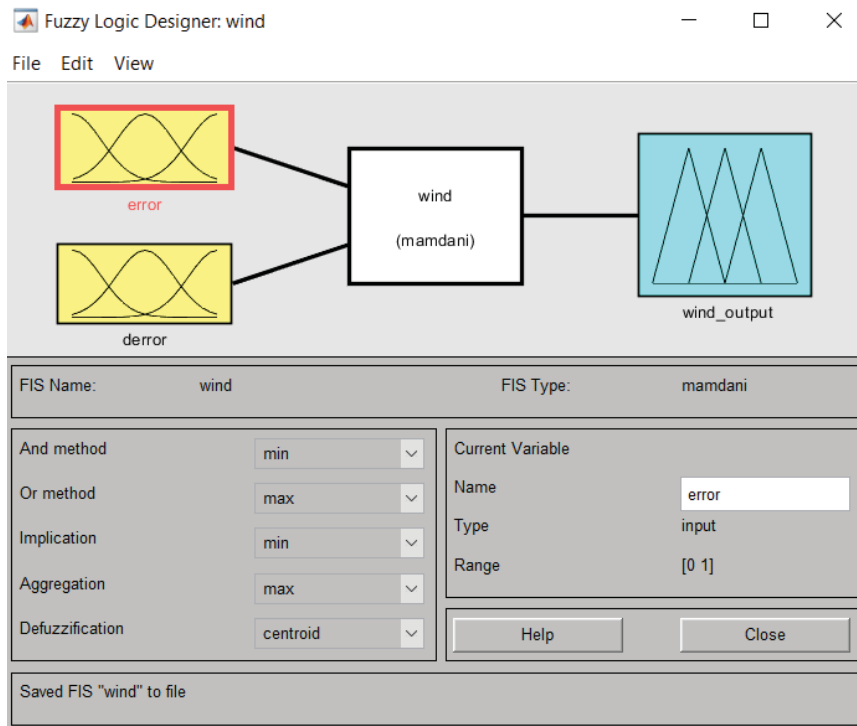 Fuzzy Logic Designer: wind
File Edit View
error
derror
wind
(mamdani)
wind_output
FIS Name: wind FIS Type: mamdani
And method min
Or method max
Implication min
Aggregation max
Defuzzification centroid
Current Variable
Name error
Type input
Range [0 1]
Help Close
Saved FIS "wind" to file